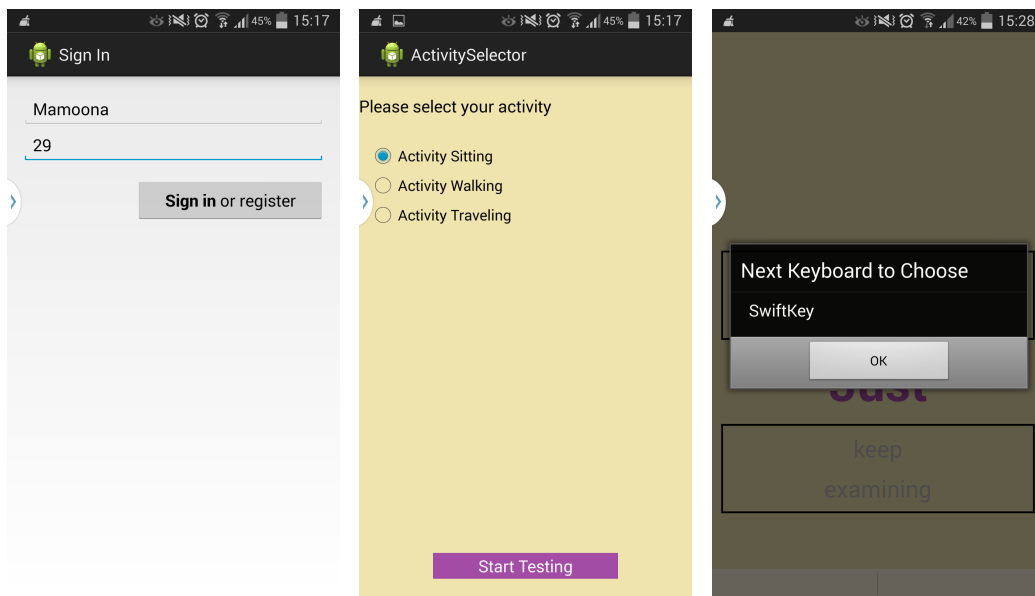 45% 15:17
Sign In
Mamoona
29
Sign in or register
45% 15:17
ActivitySelector
Please select your activity
Activity Sitting
Activity Walking
Activity Traveling
Start Testing
42% 15:28
Next Keyboard to Choose
SwiftKey
OK
Just
keep
examining